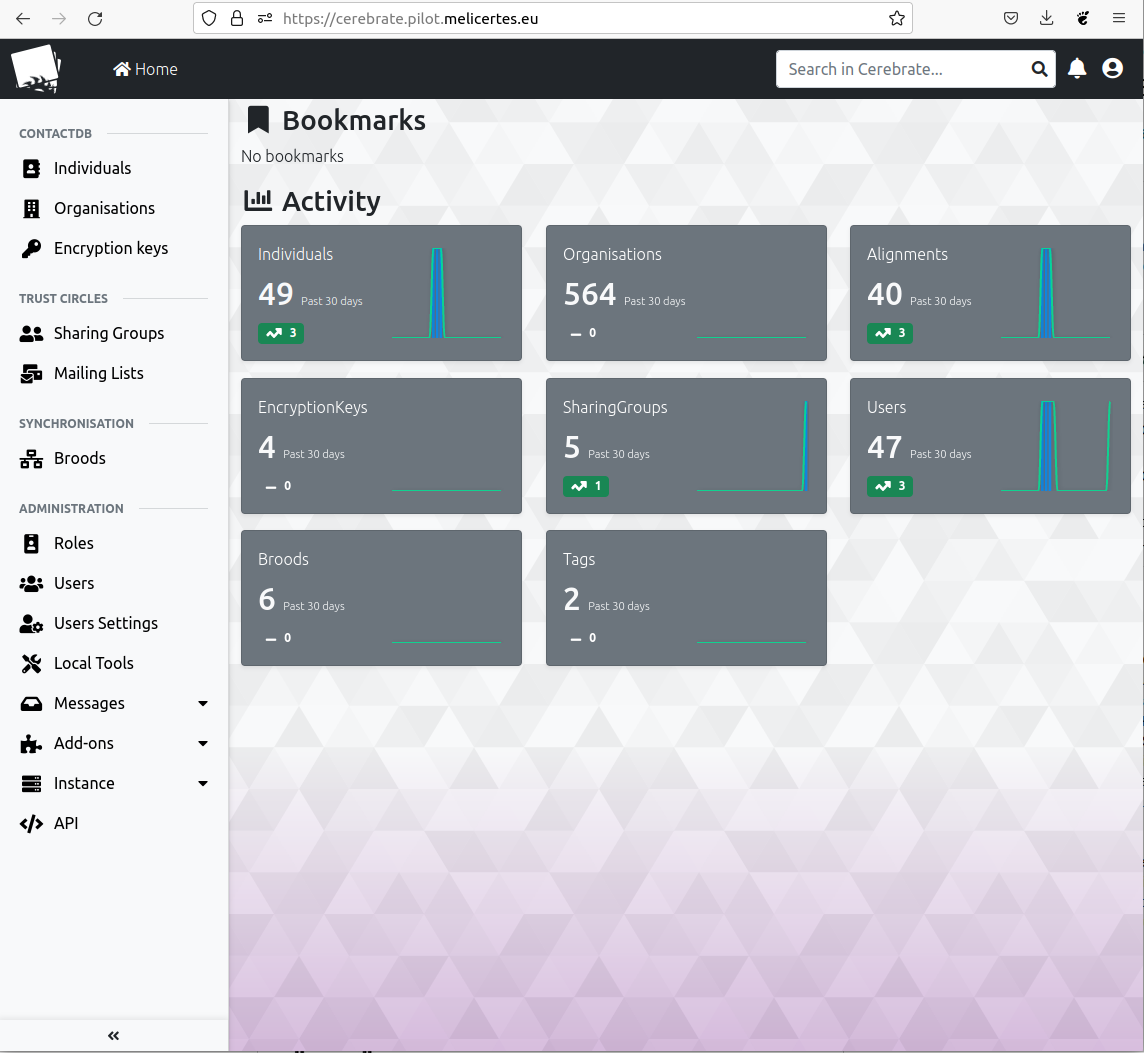 https://cerebrate.pilot.melicertes.eu
Home
Search in Cerebrate...
CONTACTDB
Individuals
Organisations
Encryption keys
TRUST CIRCLES
Sharing Groups
Mailing Lists
SYNCHRONISATION
Broods
ADMINISTRATION
Roles
Users
Users Settings
Local Tools
Messages
Add-ons
Instance
API
Bookmarks
No bookmarks
Activity
Individuals
49 Past 30 days
3
Organisations
564 Past 30 days
— 0
Alignments
40 Past 30 days
3
EncryptionKeys
4 Past 30 days
— 0
SharingGroups
5 Past 30 days
1
Users
47 Past 30 days
3
Broods
6 Past 30 days
— 0
Tags
2 Past 30 days
— 0